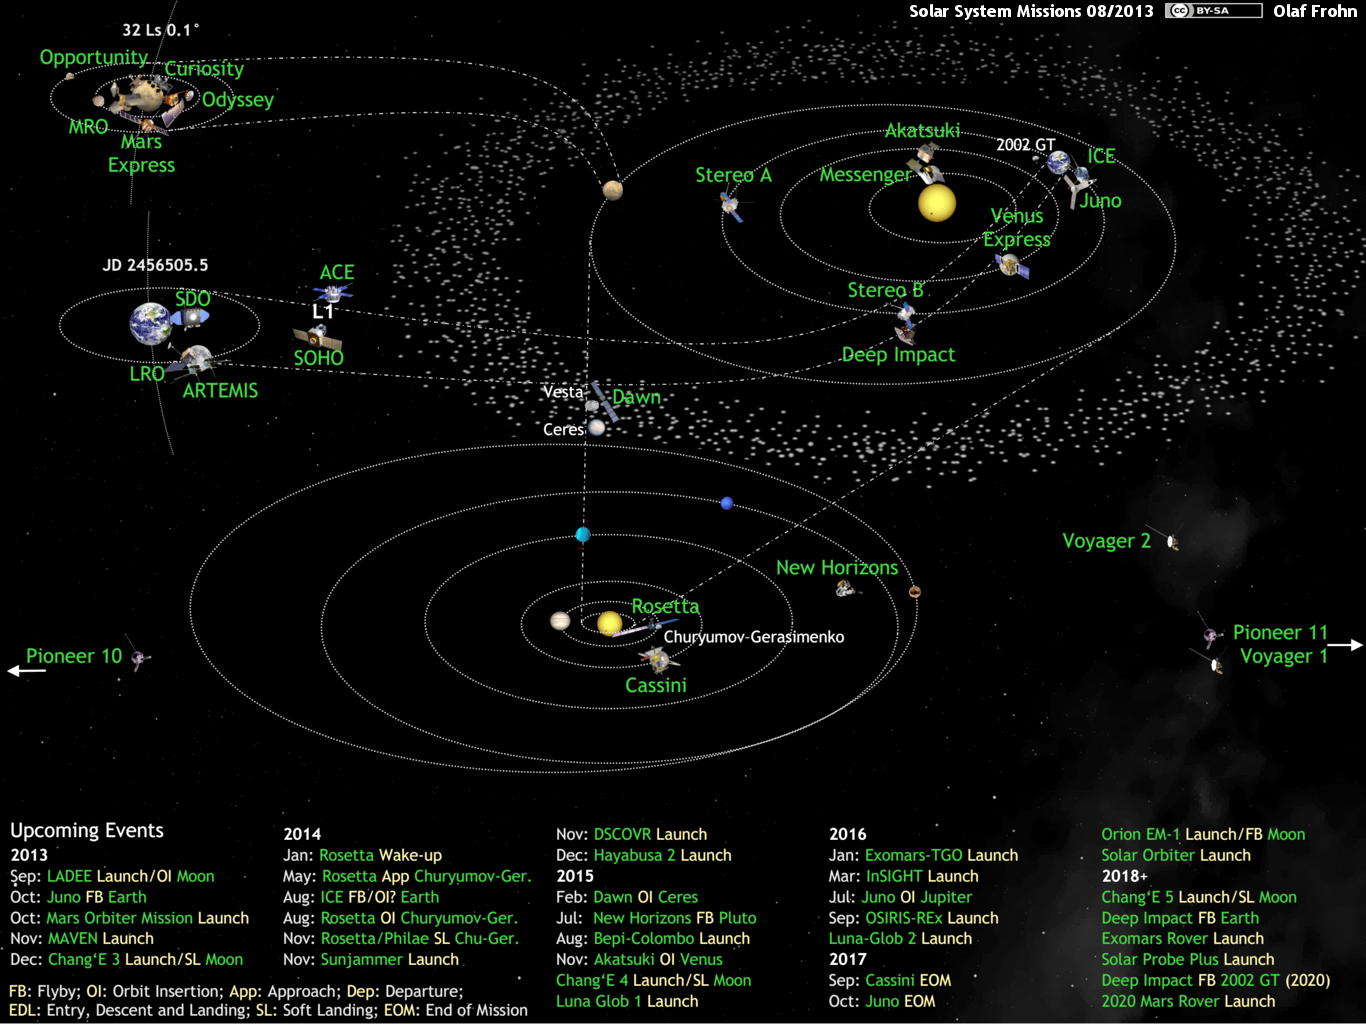 Solar System Missions 08/2013 cc BY-SA Olaf Frohn
32 Ls 0.1°
Opportunity
Curiosity
Odyssey
MRO
Mars
Express
JD 2456505.5
SDO
LRO
ARTEMIS
ACE
L1
SOHO
Akatsuki
Messenger
Stereo A
2002 GT
ICE
Juno
Venus
Express
Stereo B
Deep Impact
Vesta
Dawn
Ceres
New Horizons
Rosetta
Churyumov-Gerasimenko
Cassini
Voyager 2
Pioneer 10
Pioneer 11
Voyager 1
Upcoming Events
2013
Sep: LADEE Launch/OI Moon
Oct: Juno FB Earth
Oct: Mars Orbiter Mission Launch
Nov: MAVEN Launch
Dec: Chang‘E 3 Launch/SL Moon
2014
Jan: Rosetta Wake-up
May: Rosetta App Churyumov-Ger.
Aug: ICE FB/OI? Earth
Aug: Rosetta OI Churyumov-Ger.
Nov: Rosetta/Philae SL Chu-Ger.
Nov: Sunjammer Launch
Nov: DSCOVR Launch
Dec: Hayabusa 2 Launch
2015
Feb: Dawn OI Ceres
Jul: New Horizons FB Pluto
Aug: Bepi-Colombo Launch
Nov: Akatsuki OI Venus
Chang‘E 4 Launch/SL Moon
Luna Glob 1 Launch
2016
Jan: Exomars-TGO Launch
Mar: InSIGHT Launch
Jul: Juno OI Jupiter
Sep: OSIRIS-REx Launch
Luna-Glob 2 Launch
2017
Sep: Cassini EOM
Oct: Juno EOM
Orion EM-1 Launch/FB Moon
Solar Orbiter Launch
2018+
Chang‘E 5 Launch/SL Moon
Deep Impact FB Earth
Exomars Rover Launch
Solar Probe Plus Launch
Deep Impact FB 2002 GT (2020)
2020 Mars Rover Launch
FB: Flyby; OI: Orbit Insertion; App: Approach; Dep: Departure;
EDL: Entry, Descent and Landing; SL: Soft Landing; EOM: End of Mission